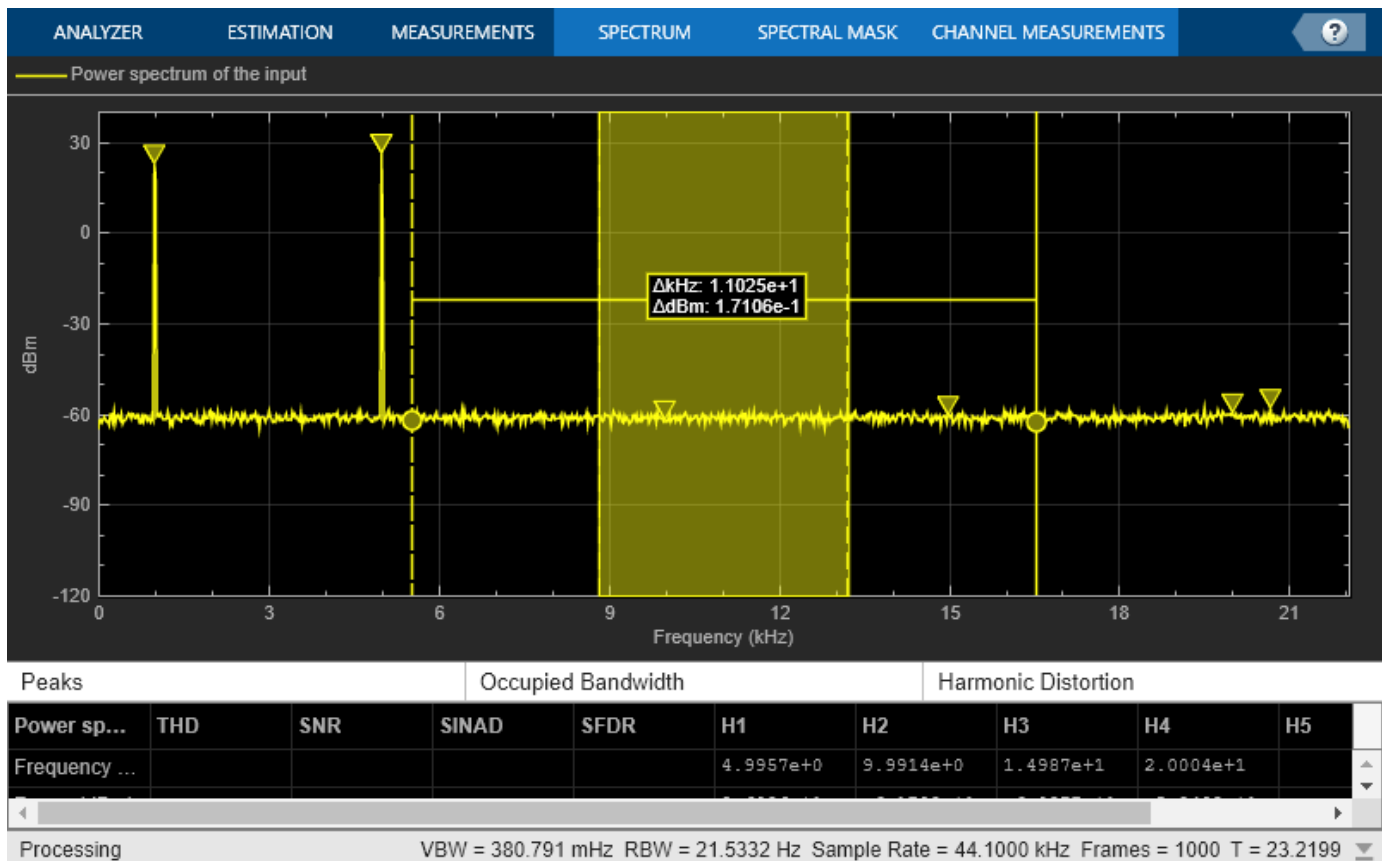 ANALYZER ESTIMATION MEASUREMENTS SPECTRUM SPECTRAL MASK CHANNEL MEASUREMENTS ?
Power spectrum of the input
30
0
-30
-60
-90
-120
dBm
ΔkHz: 1.1025e+1
ΔdBm: 1.7106e-1
0 3 6 9 12 15 18 21
Frequency (kHz)
Peaks Occupied Bandwidth Harmonic Distortion
Power sp... THD SNR SINAD SFDR H1 H2 H3 H4 H5
Frequency ... 4.9957e+0 9.9914e+0 1.4987e+1 2.0004e+1
Processing VBW = 380.791 mHz RBW = 21.5332 Hz Sample Rate = 44.1000 kHz Frames = 1000 T = 23.2199